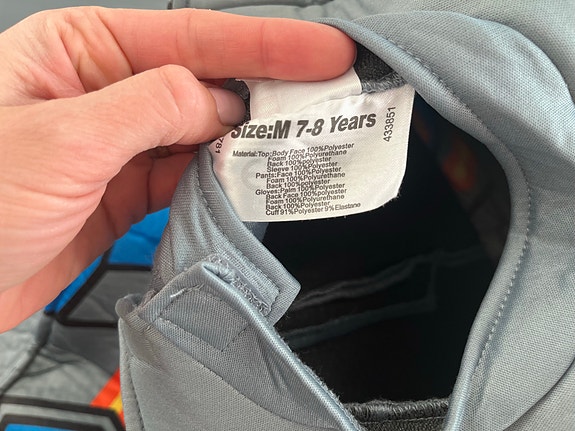 Size:M 7-8 Years
Material:Top:Body Face 100%Polyester
Foam 100%Polyurethane
Back 100%Polyester
Sleeve 100%Polyester
Pants:Face 100%Polyester
Foam 100%Polyurethane
Back 100%Polyester
Gloves:Palm 100%Polyester
Back Face 100%Polyester
Foam 100%Polyurethane
Back 100%Polyester
Cuff 91%Polyester 9%Elastane
433851